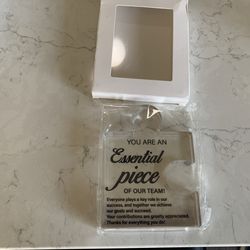 YOU ARE AN
Essential
piece
OF OUR TEAM!
Everyone plays a key role in our
success, and together we achieve
our goals and succeed.
Your contributions are greatly appreciated.
Thanks for everything you do!